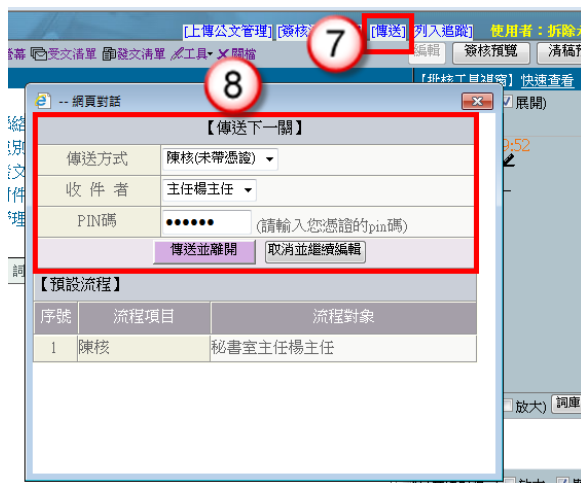 [上傳公文管理] [簽核 [傳送] 列入追蹤] 使用者：拆除
7
受文清單 創發文清單 工具 關檔
編輯 簽核預覽 清稿
8
【批核工具視窗】快速查看
-- 網頁對話
展開)
【傳送下一關】
9:52
傳送方式 陳核(未帶憑證)
收件者 主任楊主任
PIN碼 •••••• (請輸入您憑證的pin碼)
傳送並離開 取消並繼續編輯
【預設流程】
詞
序號 流程項目 流程對象
1 陳核 秘書室主任楊主任
放大) 詞庫